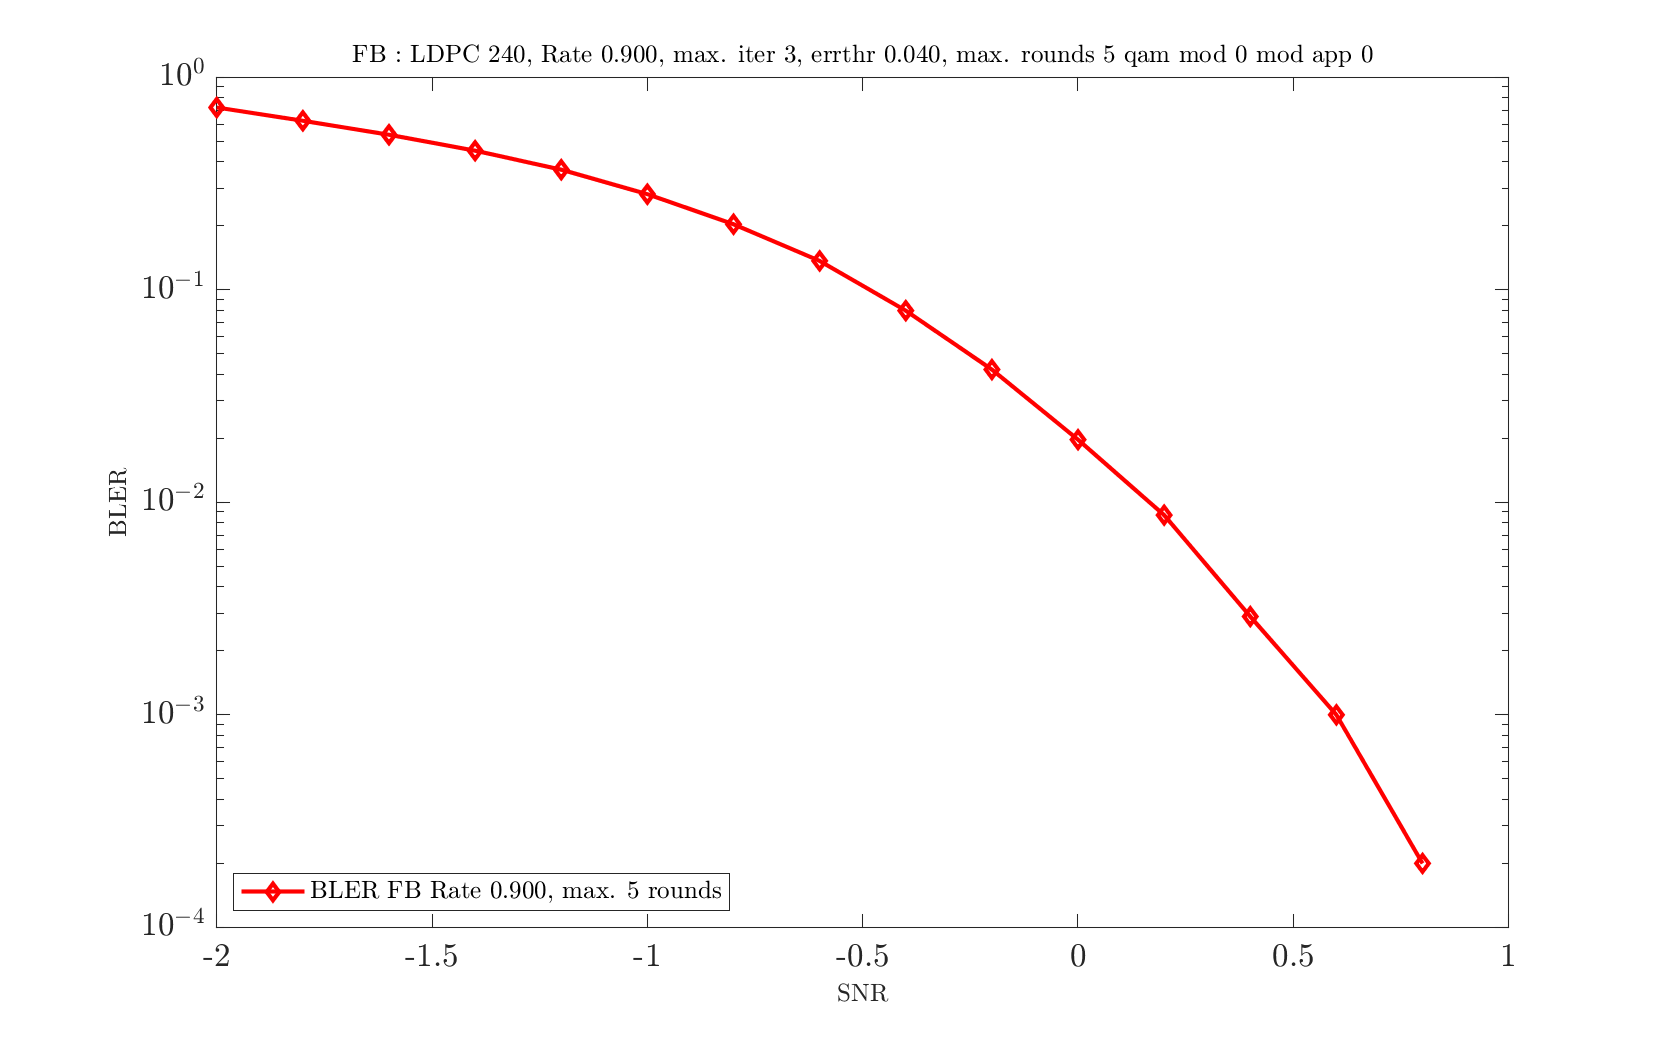 FB : LDPC 240, Rate 0.900, max. iter 3, errthr 0.040, max. rounds 5 qam mod 0 mod app 0
10^0
10^-1
10^-2
10^-3
10^-4
BLER
BLER FB Rate 0.900, max. 5 rounds
-2 -1.5 -1 -0.5 0 0.5 1
SNR